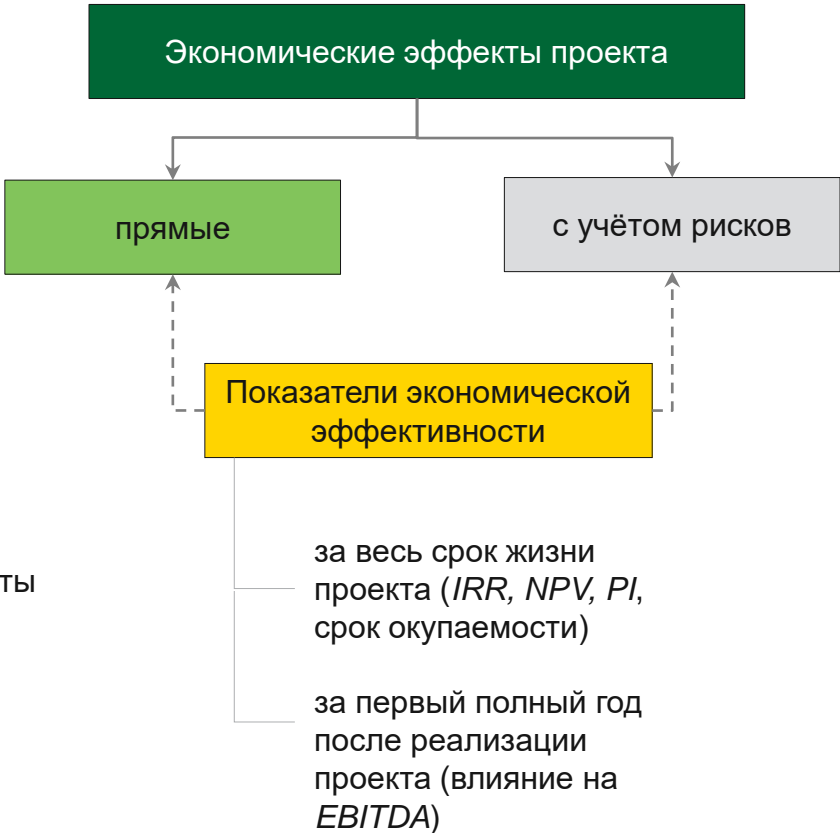 Экономические эффекты проекта
прямые
с учётом рисков
Показатели экономической
эффективности
за весь срок жизни
проекта (IRR, NPV, PI,
срок окупаемости)
ты
за первый полный год
после реализации
проекта (влияние на
EBITDA)